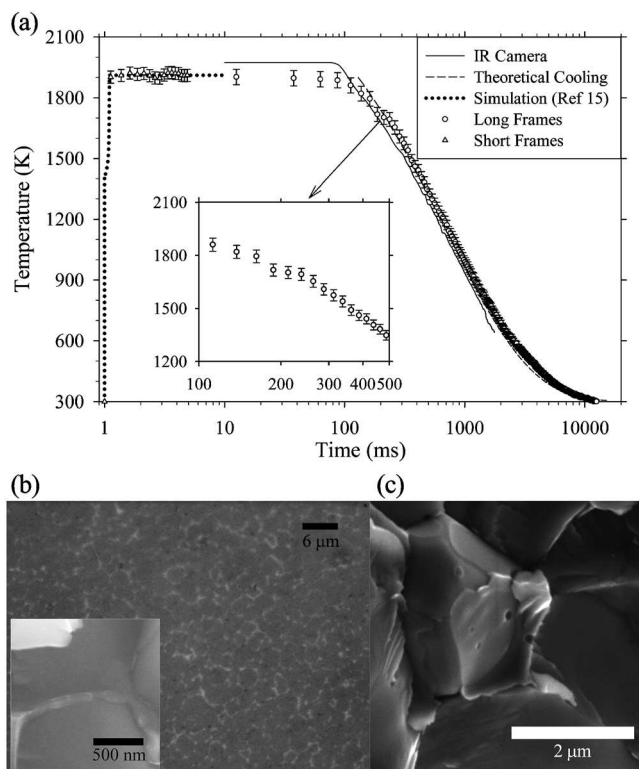 (a)
2100
1900
1800
1500
1200
900
600
300
Temperature (K)
IR Camera
Theoretical Cooling
Simulation (Ref 15)
Long Frames
Short Frames
2100
1800
1500
1200
100
200
300
400
500
1
10
100
1000
10000
Time (ms)
(b)
6 µm
500 nm
(c)
2 µm